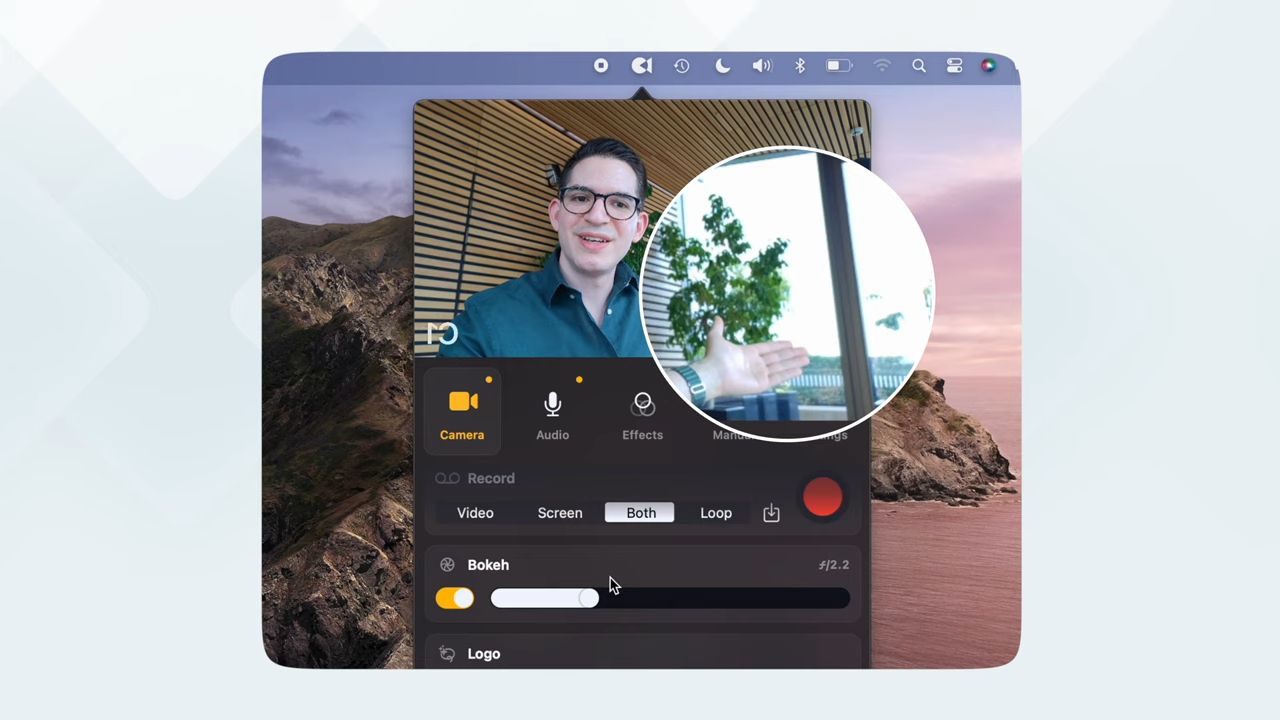 Camera
Audio
Effects
Record
Video
Screen
Both
Loop
Bokeh
ƒ/2.2
Logo